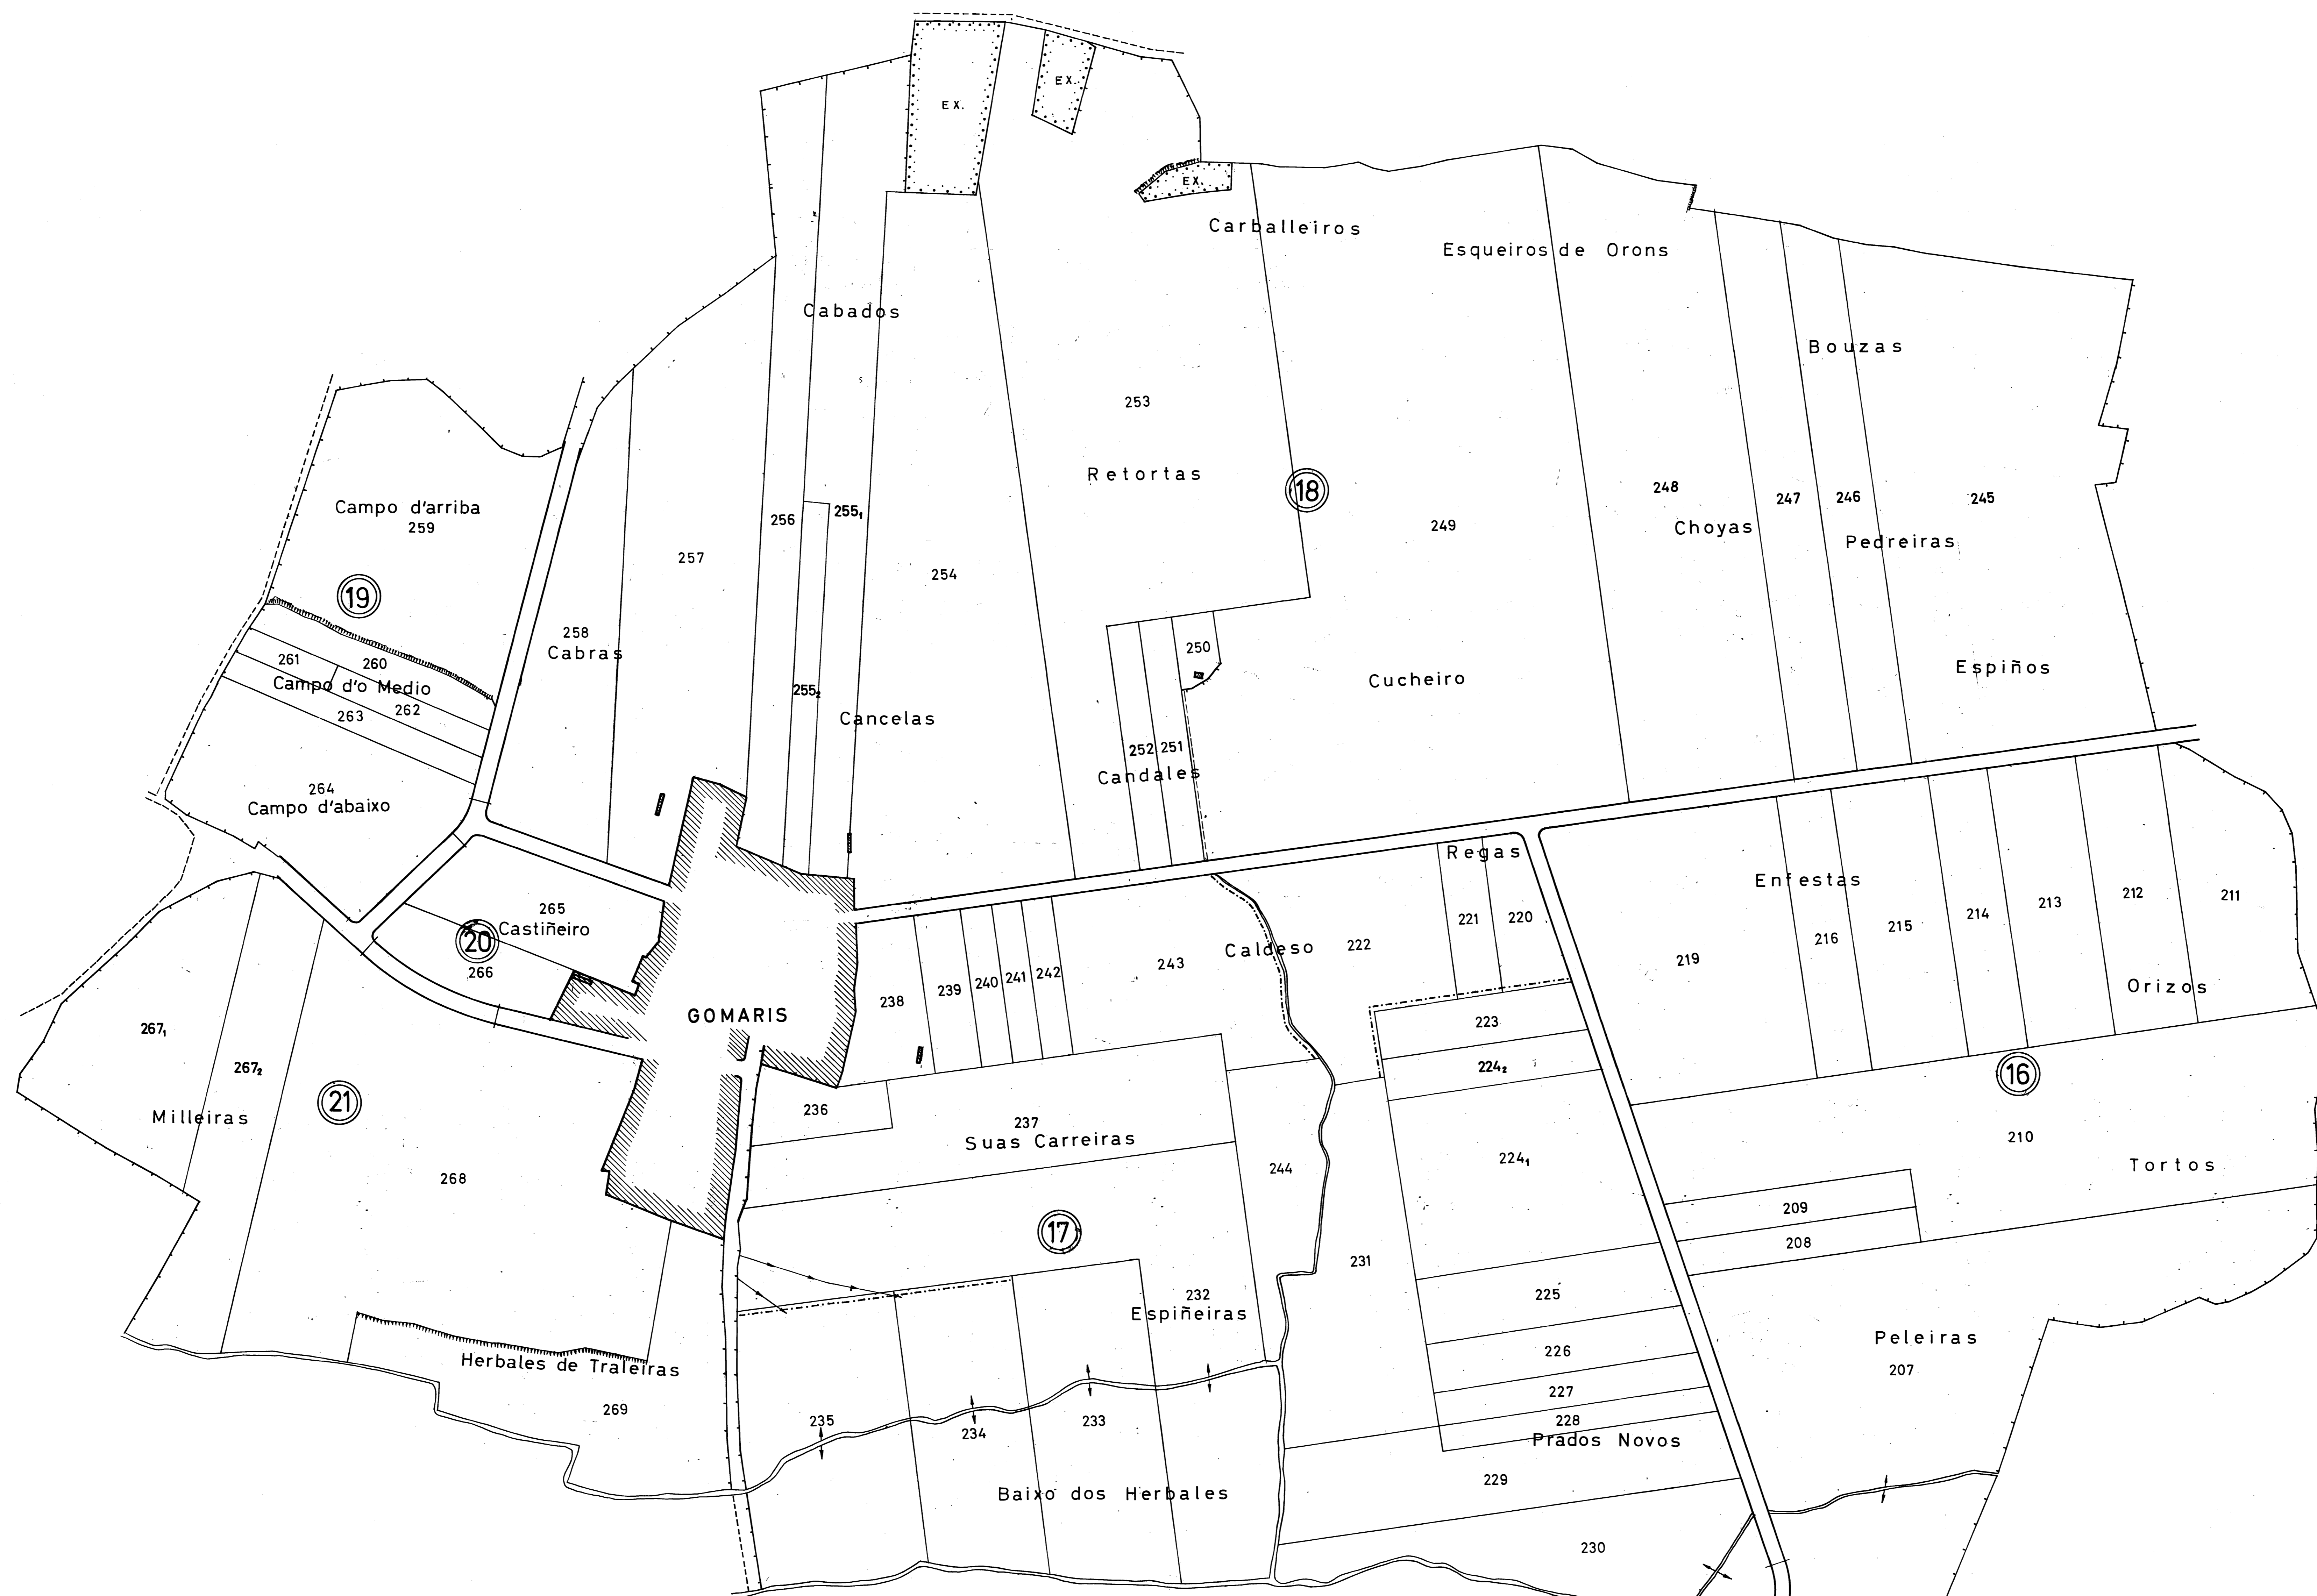 EX.
EX.
EX.
Carballeiros
Esqueiros de Orons
Cabados
Bouzas
253
Retortas
18
248
247
246
245
249
Choyas
Pedreiras
Campo d'arriba
259
256
255₁
257
254
19
258
Cabras
250
261
260
Campo d'o Medio
263
262
255₂
Cancelas
Cucheiro
Espiños
252
251
Candales
264
Campo d'abaixo
Regas
Enfestas
265
Castiñeiro
20
266
221
220
216
215
214
213
212
211
219
Caldeso
222
243
238
239
240
241
242
Orizos
GOMARIS
267₁
267₂
21
Milleiras
223
224₂
16
236
237
Suas Carreiras
210
Tortos
268
244
224₁
209
208
17
231
232
Espiñeiras
225
226
Peleiras
207
Herbales de Traleiras
269
227
228
Prados Novos
235
234
233
229
Baixo dos Herbales
230